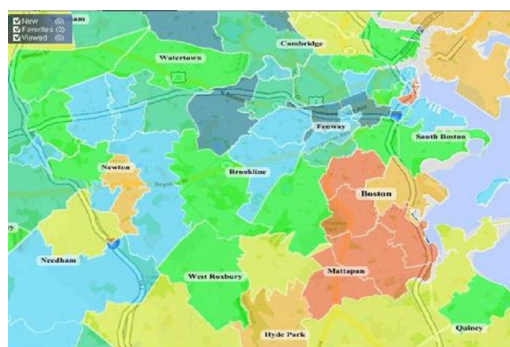 New (0)
Favorites (0)
Viewed (0)
Cambridge
Watertown
Fenway
South Boston
Newton
Brookline
Boston
Needham
West Roxbury
Mattapan
Hyde Park
Quincy